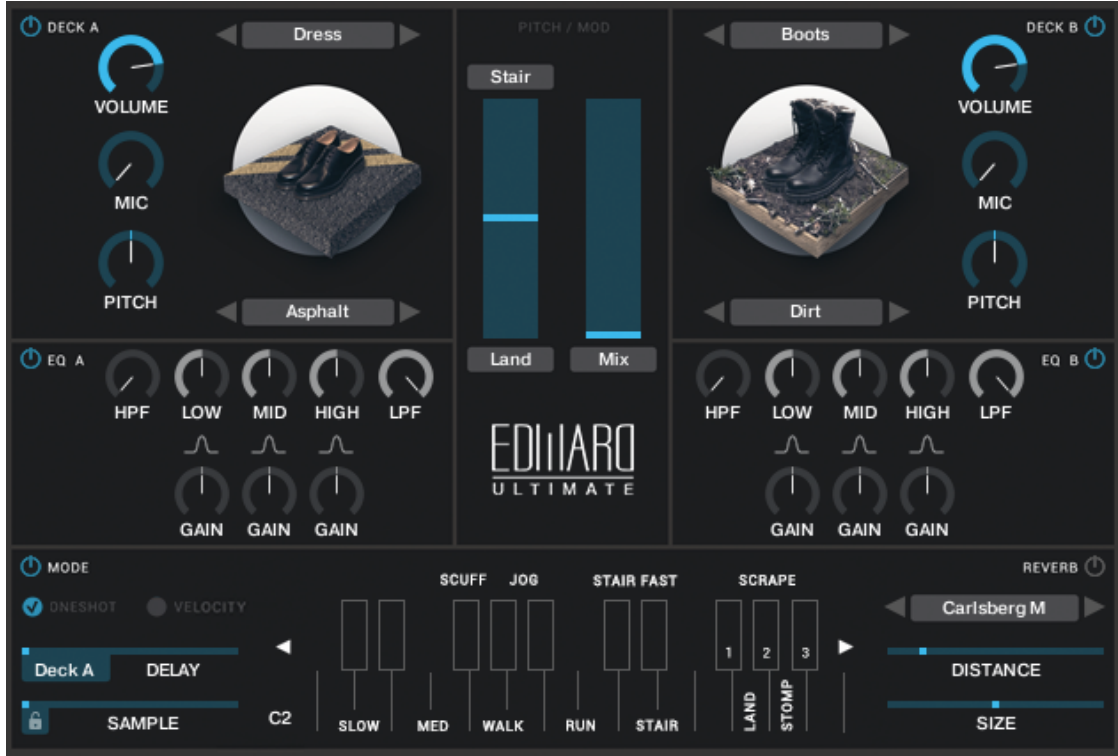 DECK A
Dress
PITCH / MOD
Boots
DECK B
VOLUME
Stair
VOLUME
MIC
MIC
PITCH
PITCH
Asphalt
Dirt
Land
Mix
EQ A
EQ B
HPF LOW MID HIGH LPF
HPF LOW MID HIGH LPF
EDWARD
ULTIMATE
GAIN GAIN GAIN
GAIN GAIN GAIN
MODE
REVERB
SCUFF JOG STAIR FAST SCRAPE
ONESHOT VELOCITY
Carlsberg M
1 2 3
Deck A DELAY
DISTANCE
SAMPLE
C2
SLOW MED WALK RUN STAIR
LAND
STOMP
SIZE